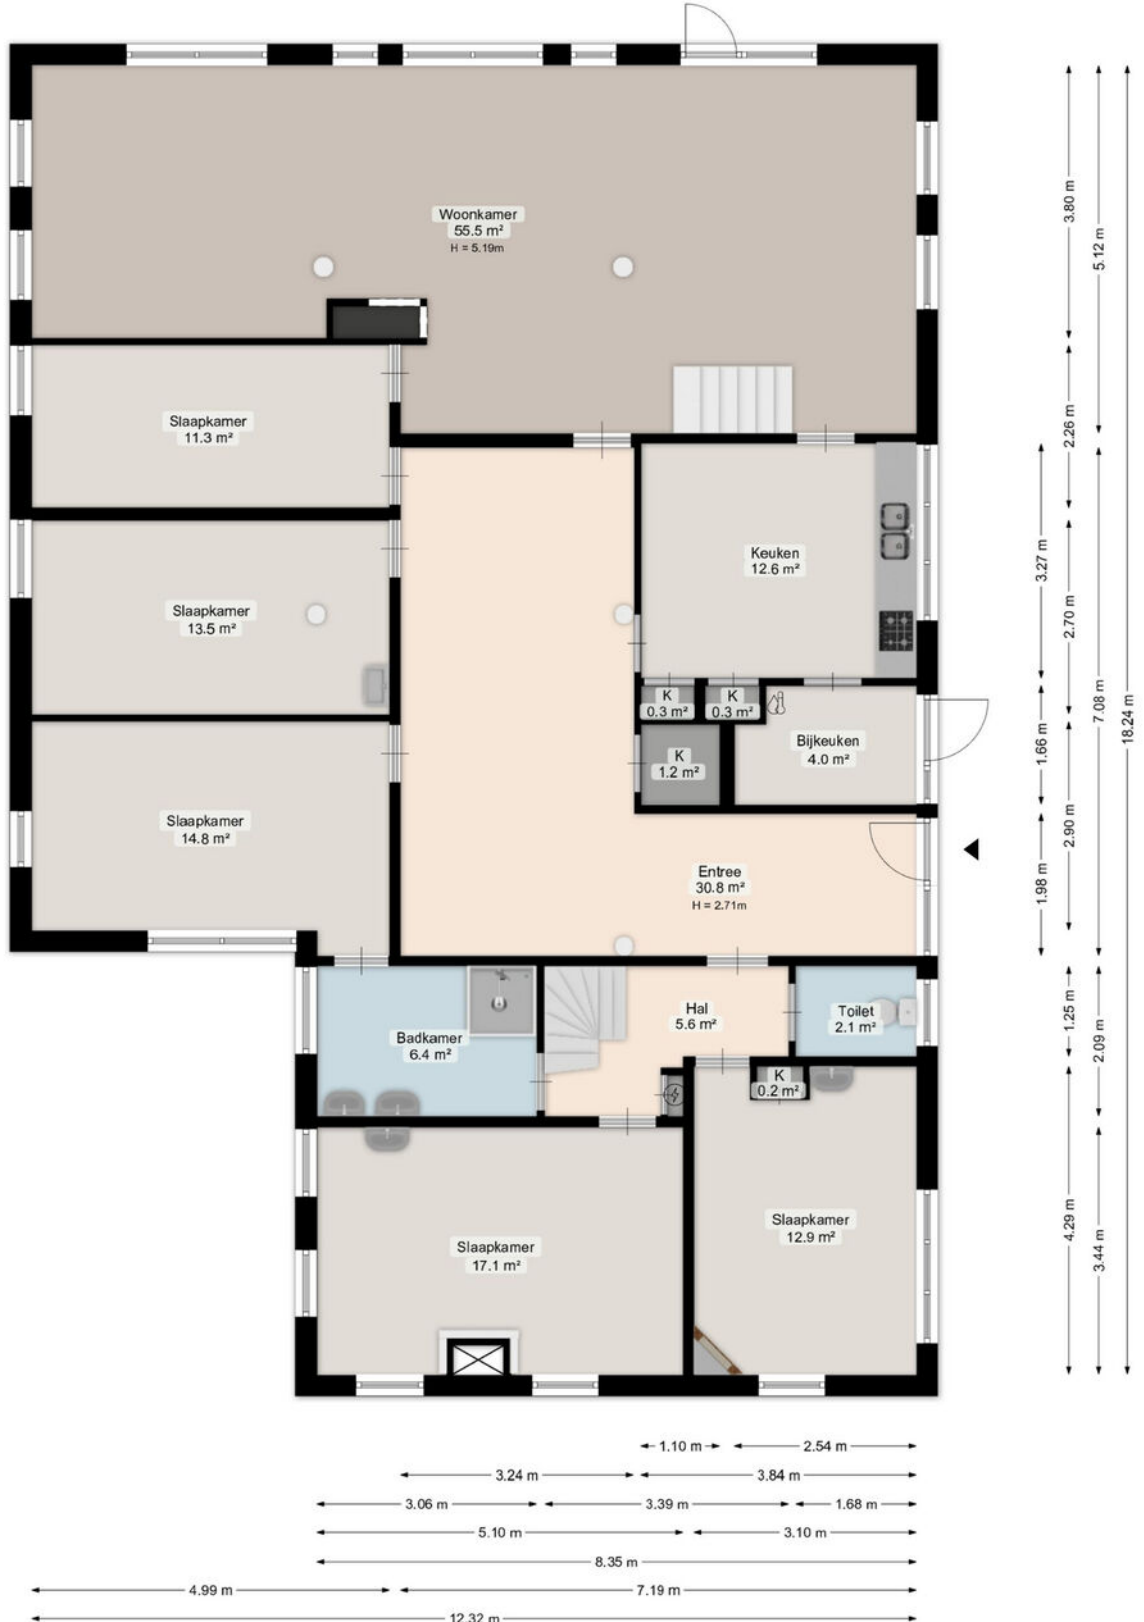 Woonkamer
55.5 m²
H = 5.19m
Slaapkamer
11.3 m²
Slaapkamer
13.5 m²
Keuken
12.6 m²
K
0.3 m²
K
0.3 m²
K
1.2 m²
Bijkeuken
4.0 m²
Slaapkamer
14.8 m²
Entree
30.8 m²
H = 2.71m
Hal
5.6 m²
Toilet
2.1 m²
Badkamer
6.4 m²
K
0.2 m²
Slaapkamer
17.1 m²
Slaapkamer
12.9 m²
3.80 m
5.12 m
2.26 m
3.27 m
2.70 m
7.08 m
18.24 m
1.66 m
2.90 m
1.98 m
1.25 m
2.09 m
4.29 m
3.44 m
1.10 m
2.54 m
3.24 m
3.84 m
3.06 m
3.39 m
1.68 m
5.10 m
3.10 m
8.35 m
4.99 m
7.19 m
12.32 m